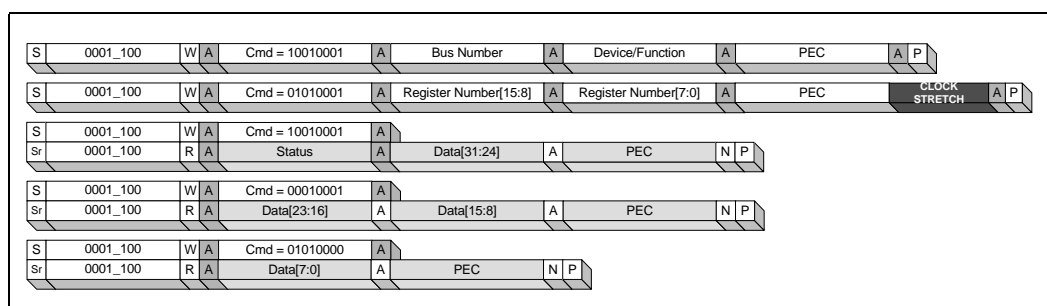 S 0001_100 W A Cmd = 10010001 A Bus Number A Device/Function A PEC A P
S 0001_100 W A Cmd = 01010001 A Register Number[15:8] A Register Number[7:0] A PEC CLOCK STRETCH A P
S 0001_100 W A Cmd = 10010001 A
Sr 0001_100 R A Status A Data[31:24] A PEC N P
S 0001_100 W A Cmd = 00010001 A
Sr 0001_100 R A Data[23:16] A Data[15:8] A PEC N P
S 0001_100 W A Cmd = 01010000 A
Sr 0001_100 R A Data[7:0] A PEC N P